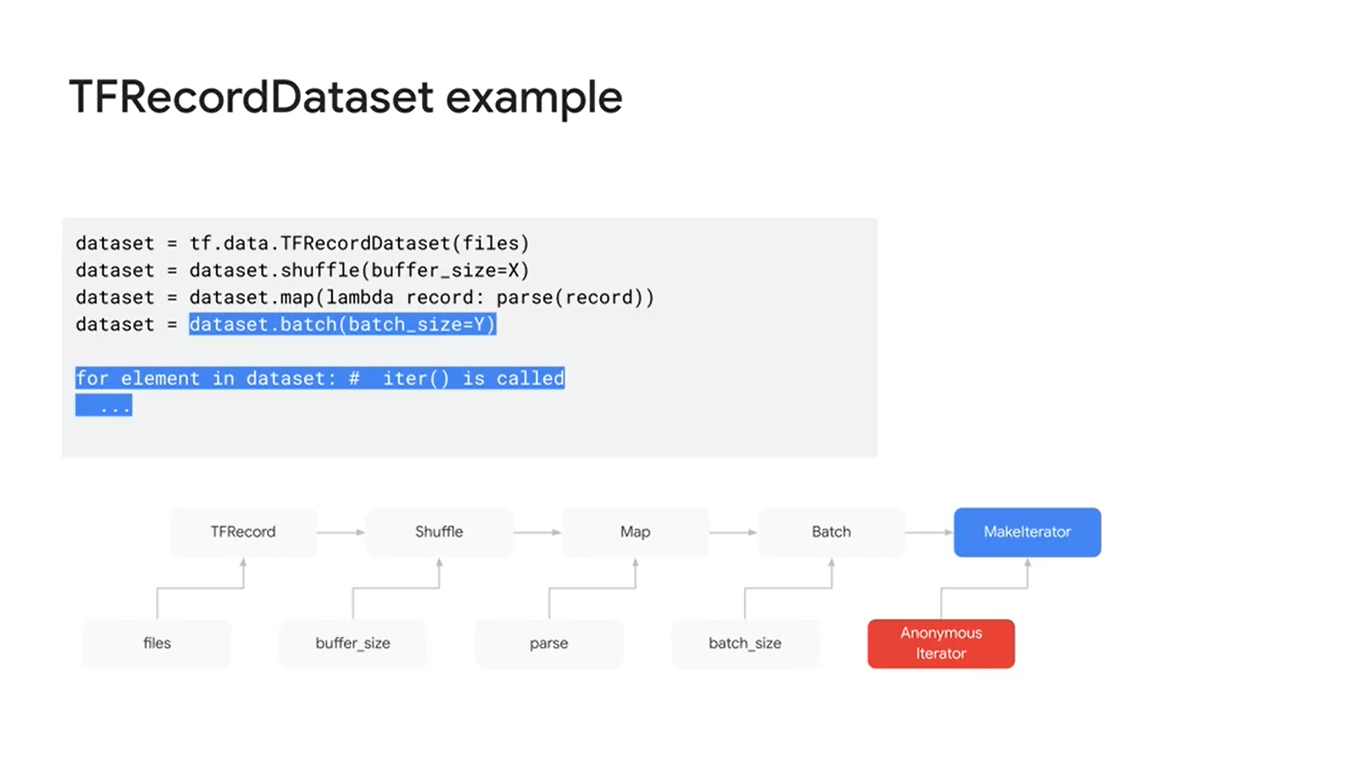 TFRecordDataset example
dataset = tf.data.TFRecordDataset(files)
dataset = dataset.shuffle(buffer_size=X)
dataset = dataset.map(lambda record: parse(record))
dataset = dataset.batch(batch_size=Y)
for element in dataset: #  iter() is called
  ...
TFRecord
Shuffle
Map
Batch
MakeIterator
files
buffer_size
parse
batch_size
Anonymous
Iterator